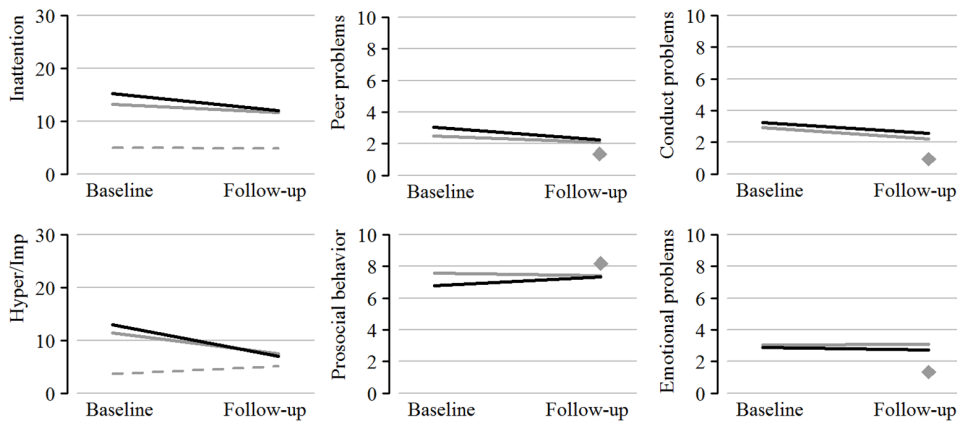 Inattention
30
20
10
0
Baseline Follow-up
Peer problems
10
8
6
4
2
0
Baseline Follow-up
Conduct problems
10
8
6
4
2
0
Baseline Follow-up
Hyper/Imp
30
20
10
0
Baseline Follow-up
Prosocial behavior
10
8
6
4
2
0
Baseline Follow-up
Emotional problems
10
8
6
4
2
0
Baseline Follow-up